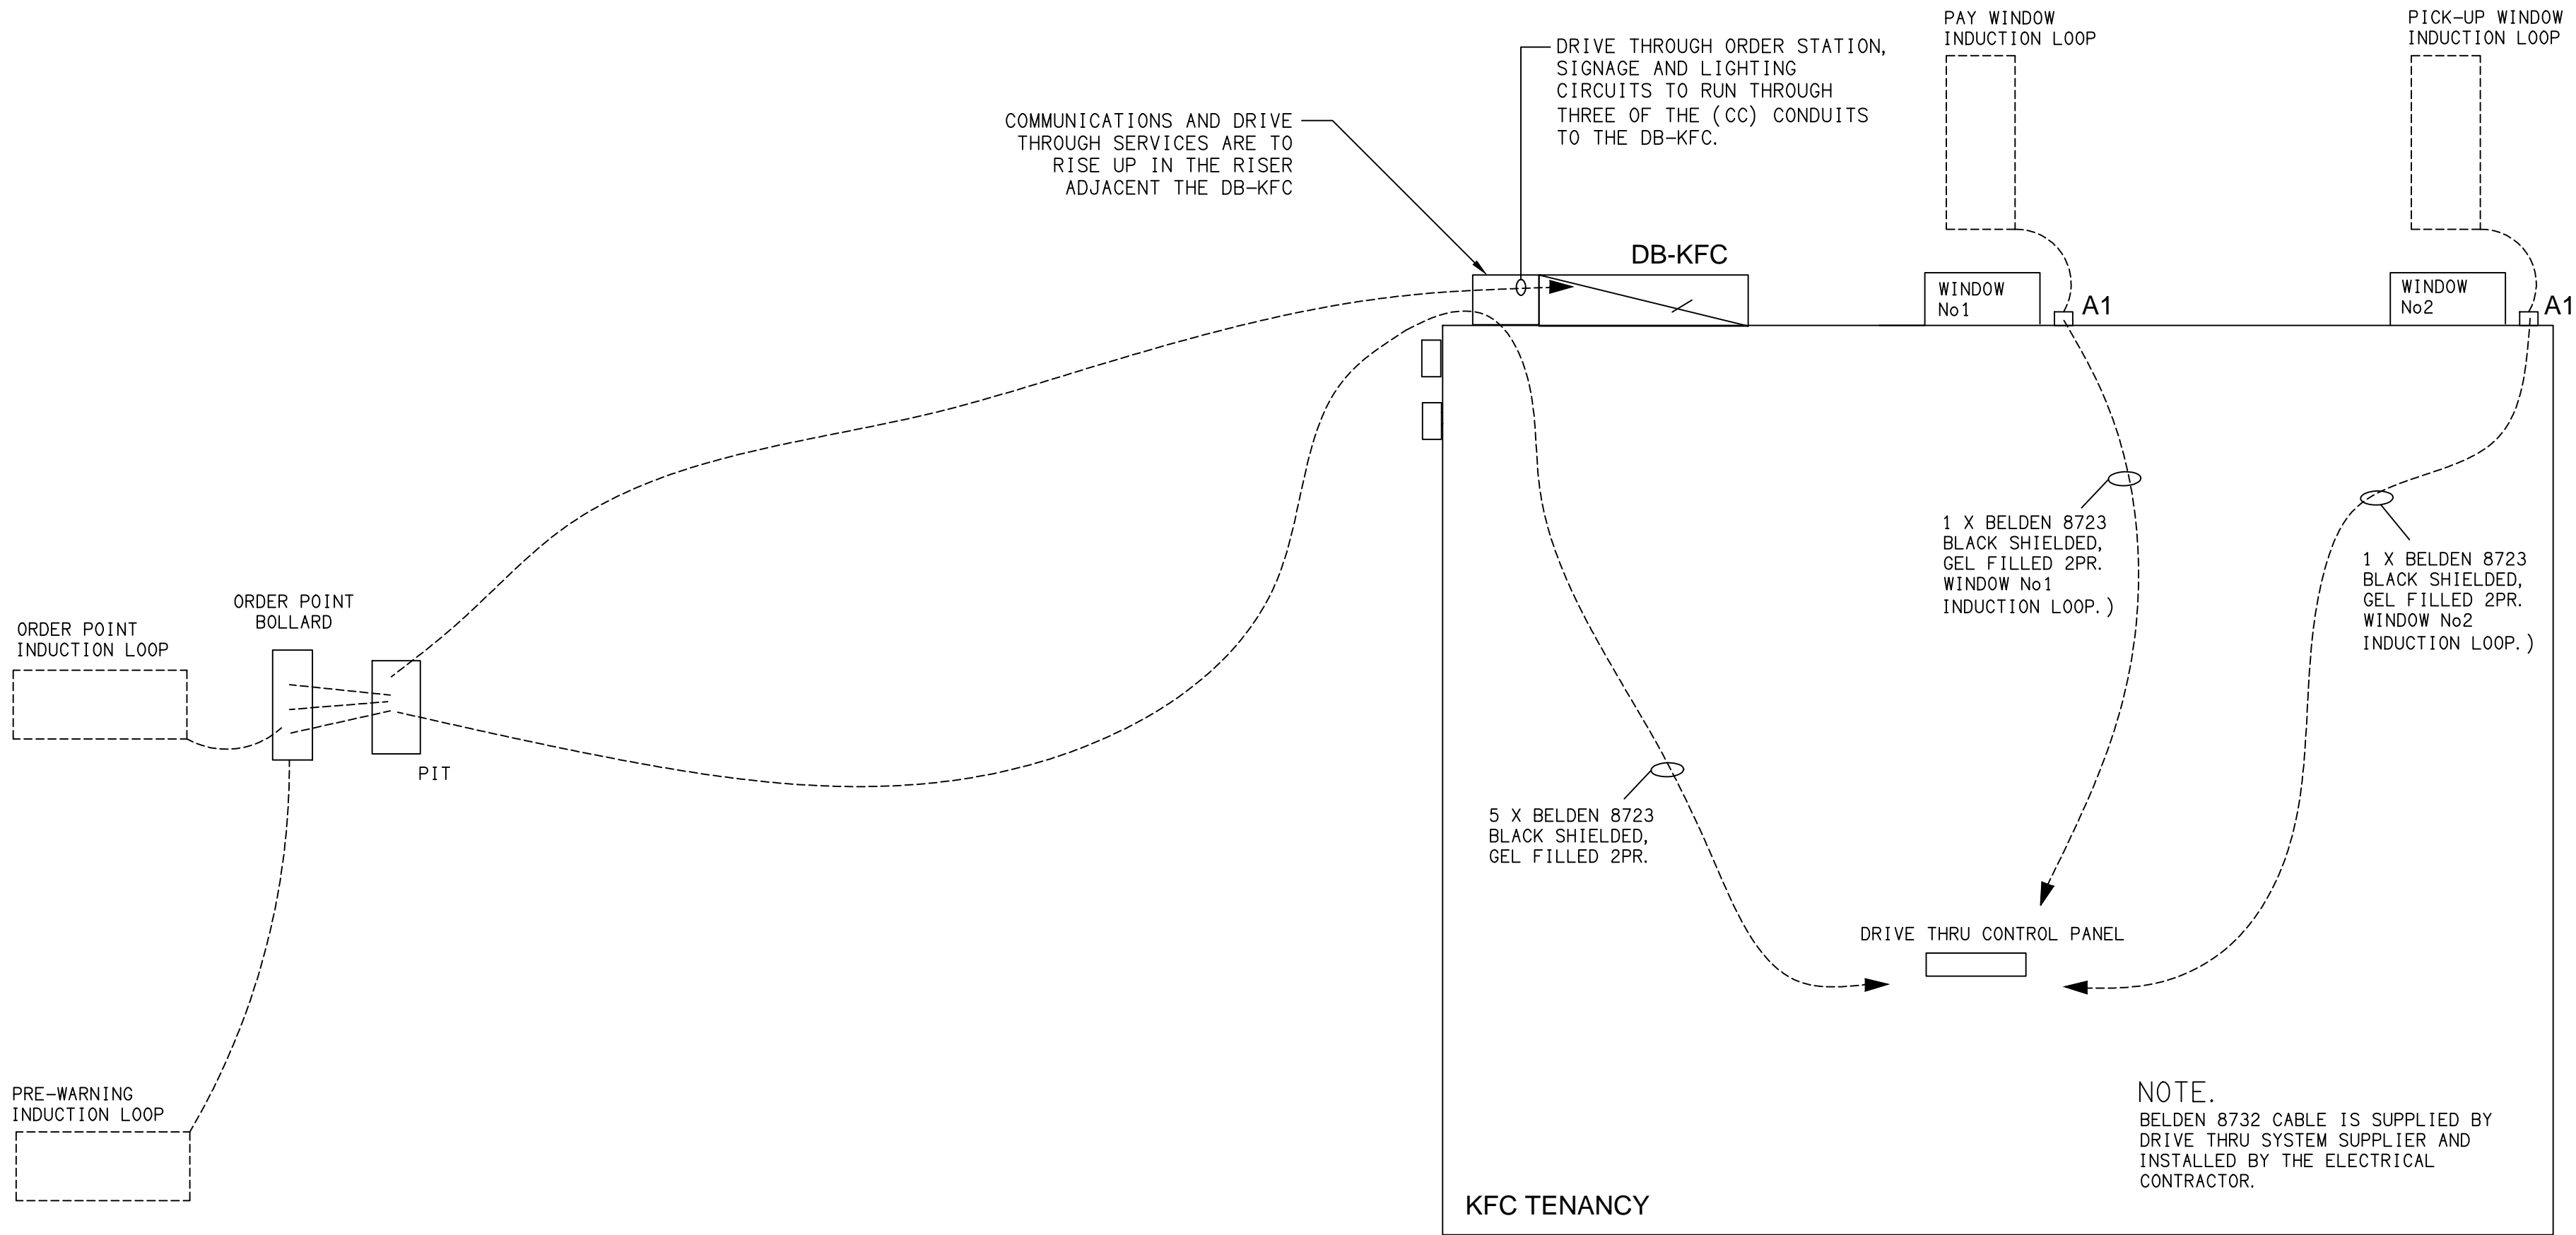 PAY WINDOW
INDUCTION LOOP
PICK-UP WINDOW
INDUCTION LOOP
DRIVE THROUGH ORDER STATION,
SIGNAGE AND LIGHTING
CIRCUITS TO RUN THROUGH
THREE OF THE (CC) CONDUITS
TO THE DB-KFC.
COMMUNICATIONS AND DRIVE
THROUGH SERVICES ARE TO
RISE UP IN THE RISER
ADJACENT THE DB-KFC
DB-KFC
WINDOW
No1
A1
WINDOW
No2
A1
1 X BELDEN 8723
BLACK SHIELDED,
GEL FILLED 2PR.
WINDOW No1
INDUCTION LOOP.)
1 X BELDEN 8723
BLACK SHIELDED,
GEL FILLED 2PR.
WINDOW No2
INDUCTION LOOP.)
ORDER POINT
BOLLARD
ORDER POINT
INDUCTION LOOP
PIT
5 X BELDEN 8723
BLACK SHIELDED,
GEL FILLED 2PR.
DRIVE THRU CONTROL PANEL
PRE-WARNING
INDUCTION LOOP
NOTE.
BELDEN 8732 CABLE IS SUPPLIED BY
DRIVE THRU SYSTEM SUPPLIER AND
INSTALLED BY THE ELECTRICAL
CONTRACTOR.
KFC TENANCY